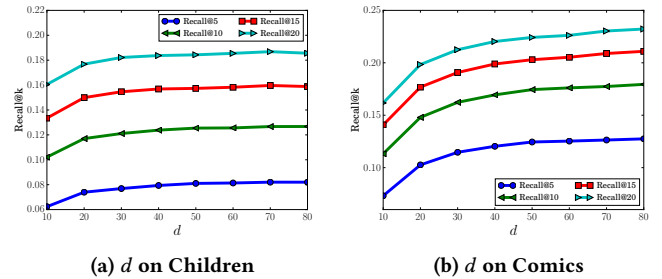 0.20
0.18
0.16
0.14
0.12
0.10
0.08
0.06
Recall@k
Recall@5 Recall@15
Recall@10 Recall@20
10 20 30 40 50 60 70 80
d
(a) d on Children
0.25
0.20
0.15
0.10
Recall@k
Recall@5 Recall@15
Recall@10 Recall@20
10 20 30 40 50 60 70 80
d
(b) d on Comics